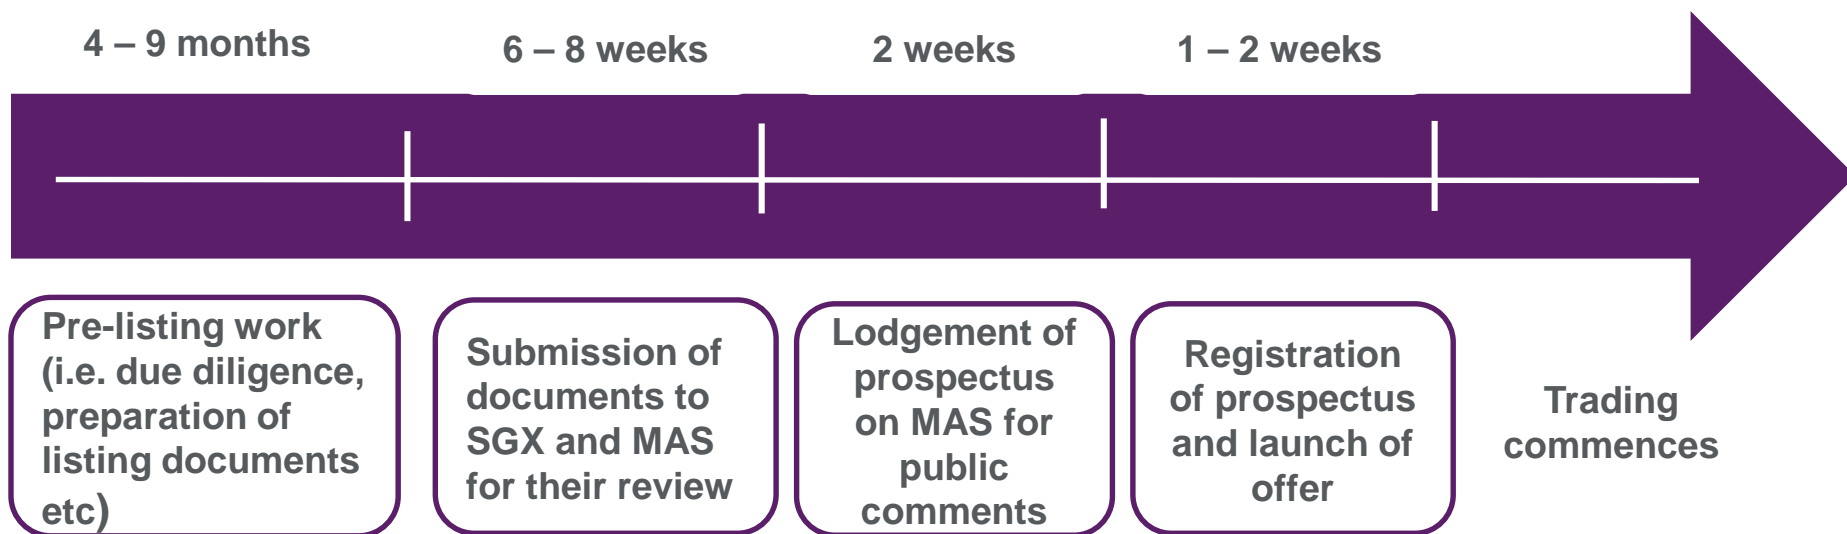 4 – 9 months
6 – 8 weeks
2 weeks
1 – 2 weeks
Pre-listing work
(i.e. due diligence,
preparation of
listing documents
etc)
Submission of
documents to
SGX and MAS
for their review
Lodgement of
prospectus
on MAS for
public
comments
Registration
of prospectus
and launch of
offer
Trading
commences